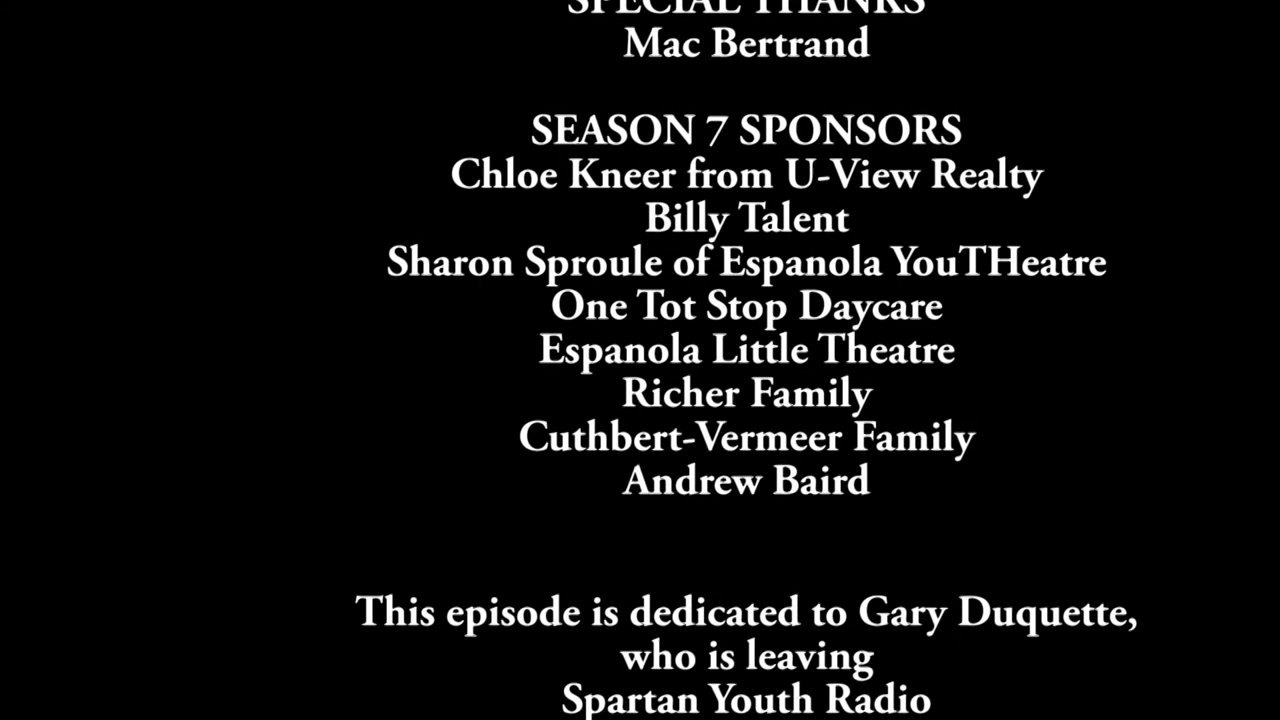 SPECIAL THANKS
Mac Bertrand
SEASON 7 SPONSORS
Chloe Kneer from U-View Realty
Billy Talent
Sharon Sproule of Espanola YouTHeatre
One Tot Stop Daycare
Espanola Little Theatre
Richer Family
Cuthbert-Vermeer Family
Andrew Baird
This episode is dedicated to Gary Duquette,
who is leaving
Spartan Youth Radio